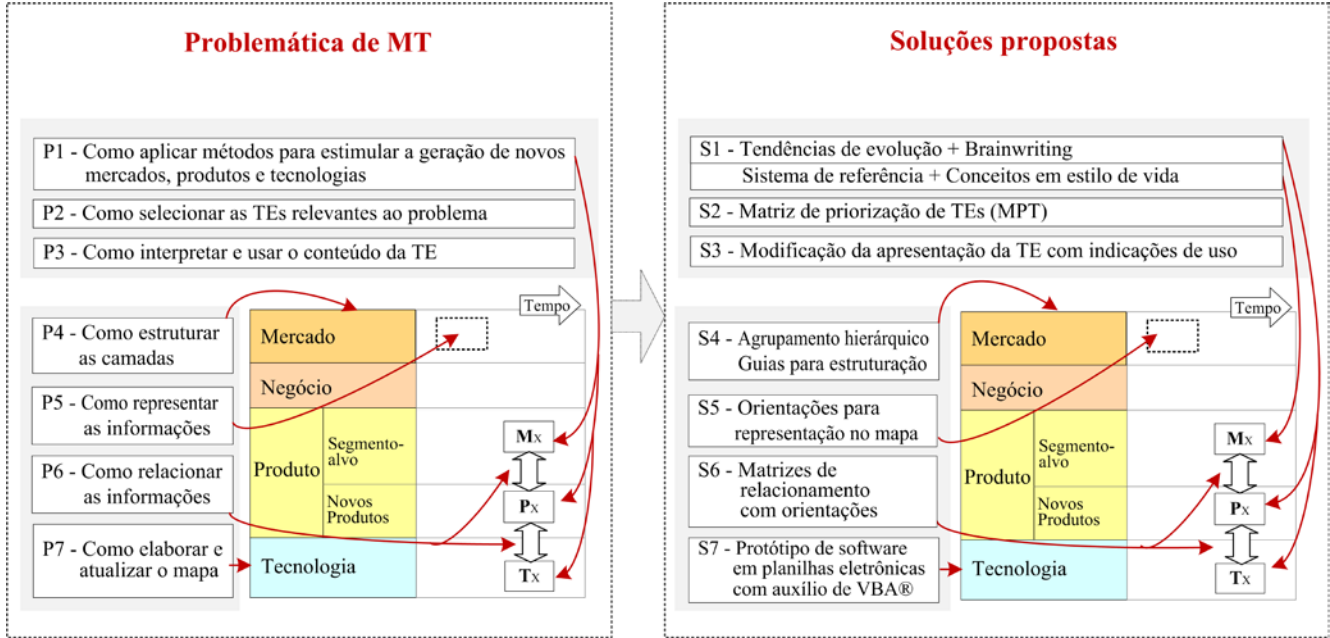 Problemática de MT
P1 - Como aplicar métodos para estimular a geração de novos
mercados, produtos e tecnologias
P2 - Como selecionar as TEs relevantes ao problema
P3 - Como interpretar e usar o conteúdo da TE
Tempo
P4 - Como estruturar
as camadas
P5 - Como representar
as informações
P6 - Como relacionar
as informações
P7 - Como elaborar e
atualizar o mapa
Mercado
Negócio
Produto
Segmento-
alvo
Novos
Produtos
Tecnologia
Mx
Px
Tx
Soluções propostas
S1 - Tendências de evolução + Brainwriting
Sistema de referência + Conceitos em estilo de vida
S2 - Matriz de priorização de TEs (MPT)
S3 - Modificação da apresentação da TE com indicações de uso
Tempo
S4 - Agrupamento hierárquico
Guias para estruturação
S5 - Orientações para
representação no mapa
S6 - Matrizes de
relacionamento
com orientações
S7 - Protótipo de software
em planilhas eletrônicas
com auxílio de VBA®
Mercado
Negócio
Produto
Segmento-
alvo
Novos
Produtos
Tecnologia
Mx
Px
Tx